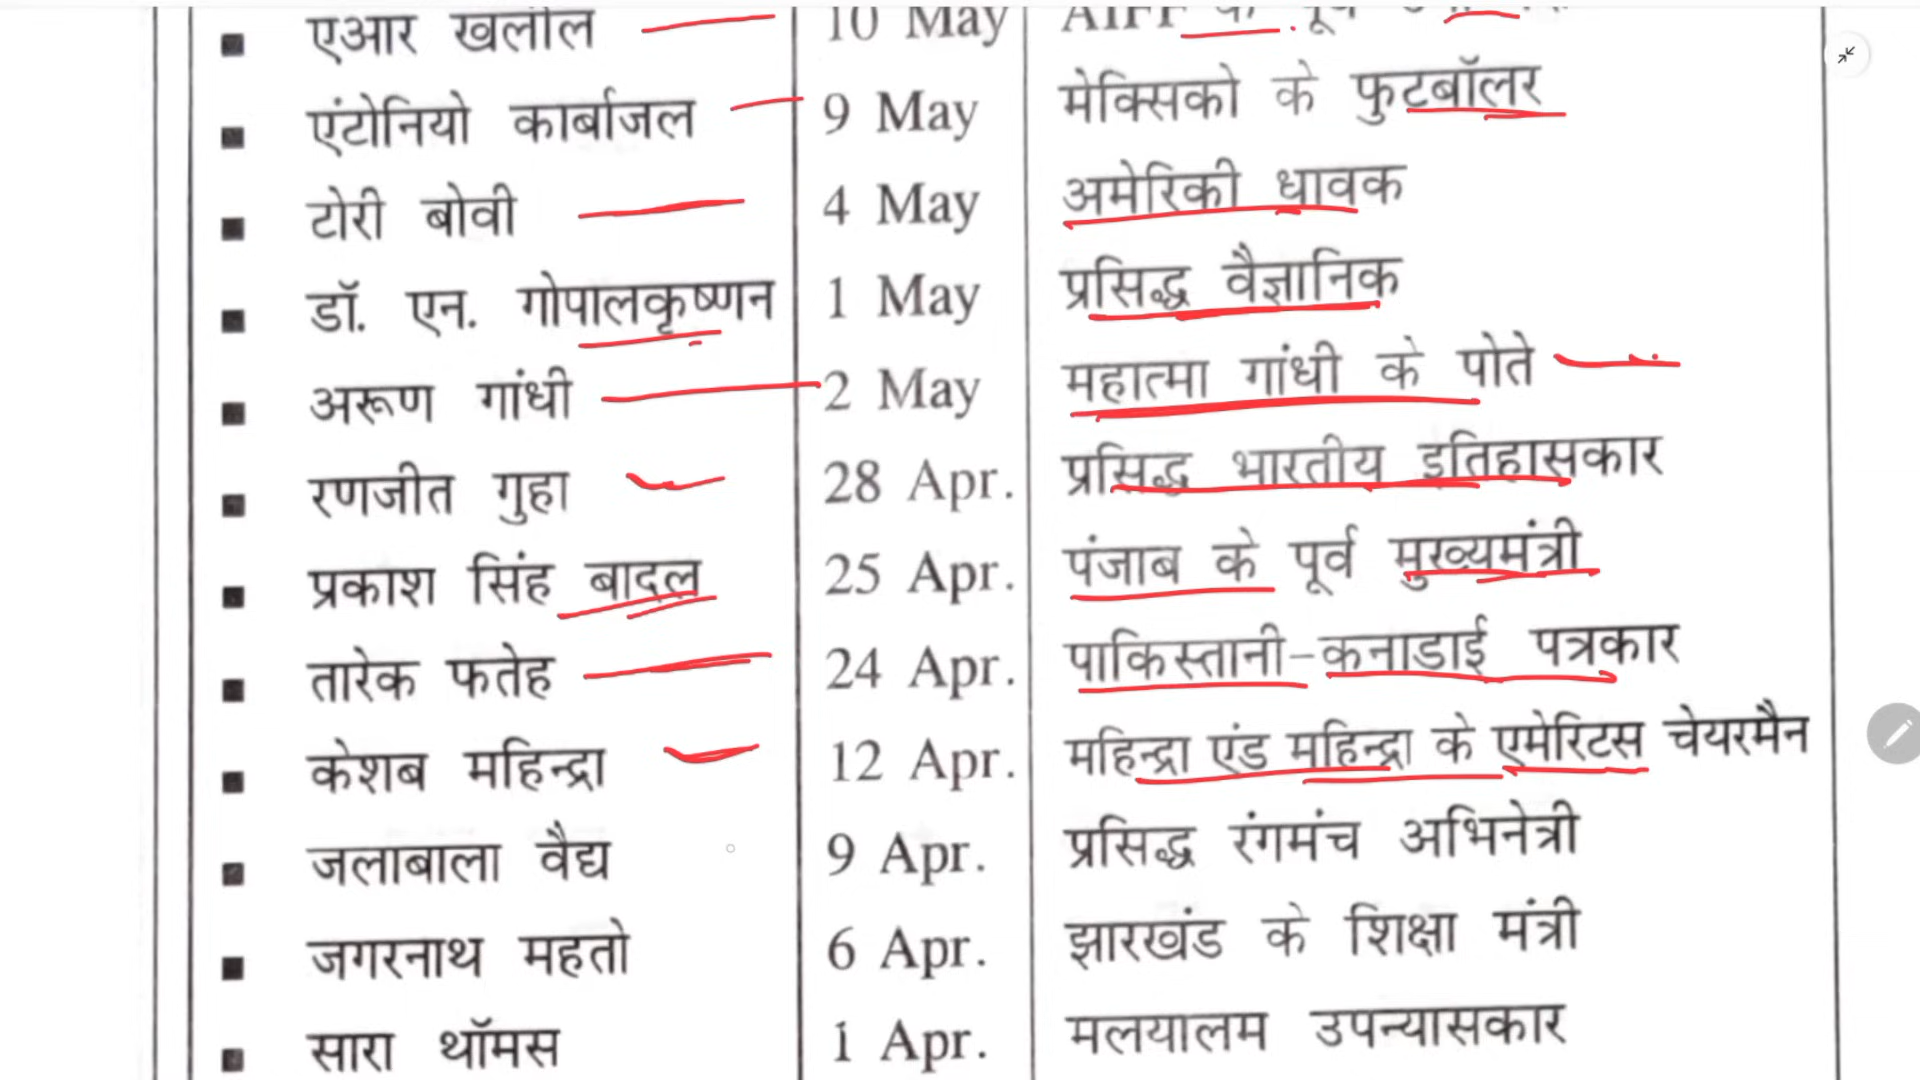 एआर खलील 10 May AIFF के पूर्व
एंटोनियो कार्बाजल 9 May मेक्सिको के फुटबॉलर
टोरी बोवी 4 May अमेरिकी धावक
डॉ. एन. गोपालकृष्णन 1 May प्रसिद्ध वैज्ञानिक
अरूण गांधी 2 May महात्मा गांधी के पोते
रणजीत गुहा 28 Apr. प्रसिद्ध भारतीय इतिहासकार
प्रकाश सिंह बादल 25 Apr. पंजाब के पूर्व मुख्यमंत्री
तारेक फतेह 24 Apr. पाकिस्तानी-कनाडाई पत्रकार
केशब महिन्द्रा 12 Apr. महिन्द्रा एंड महिन्द्रा के एमेरिटस चेयरमैन
जलाबाला वैद्य 9 Apr. प्रसिद्ध रंगमंच अभिनेत्री
जगरनाथ महतो 6 Apr. झारखंड के शिक्षा मंत्री
सारा थॉमस 1 Apr. मलयालम उपन्यासकार